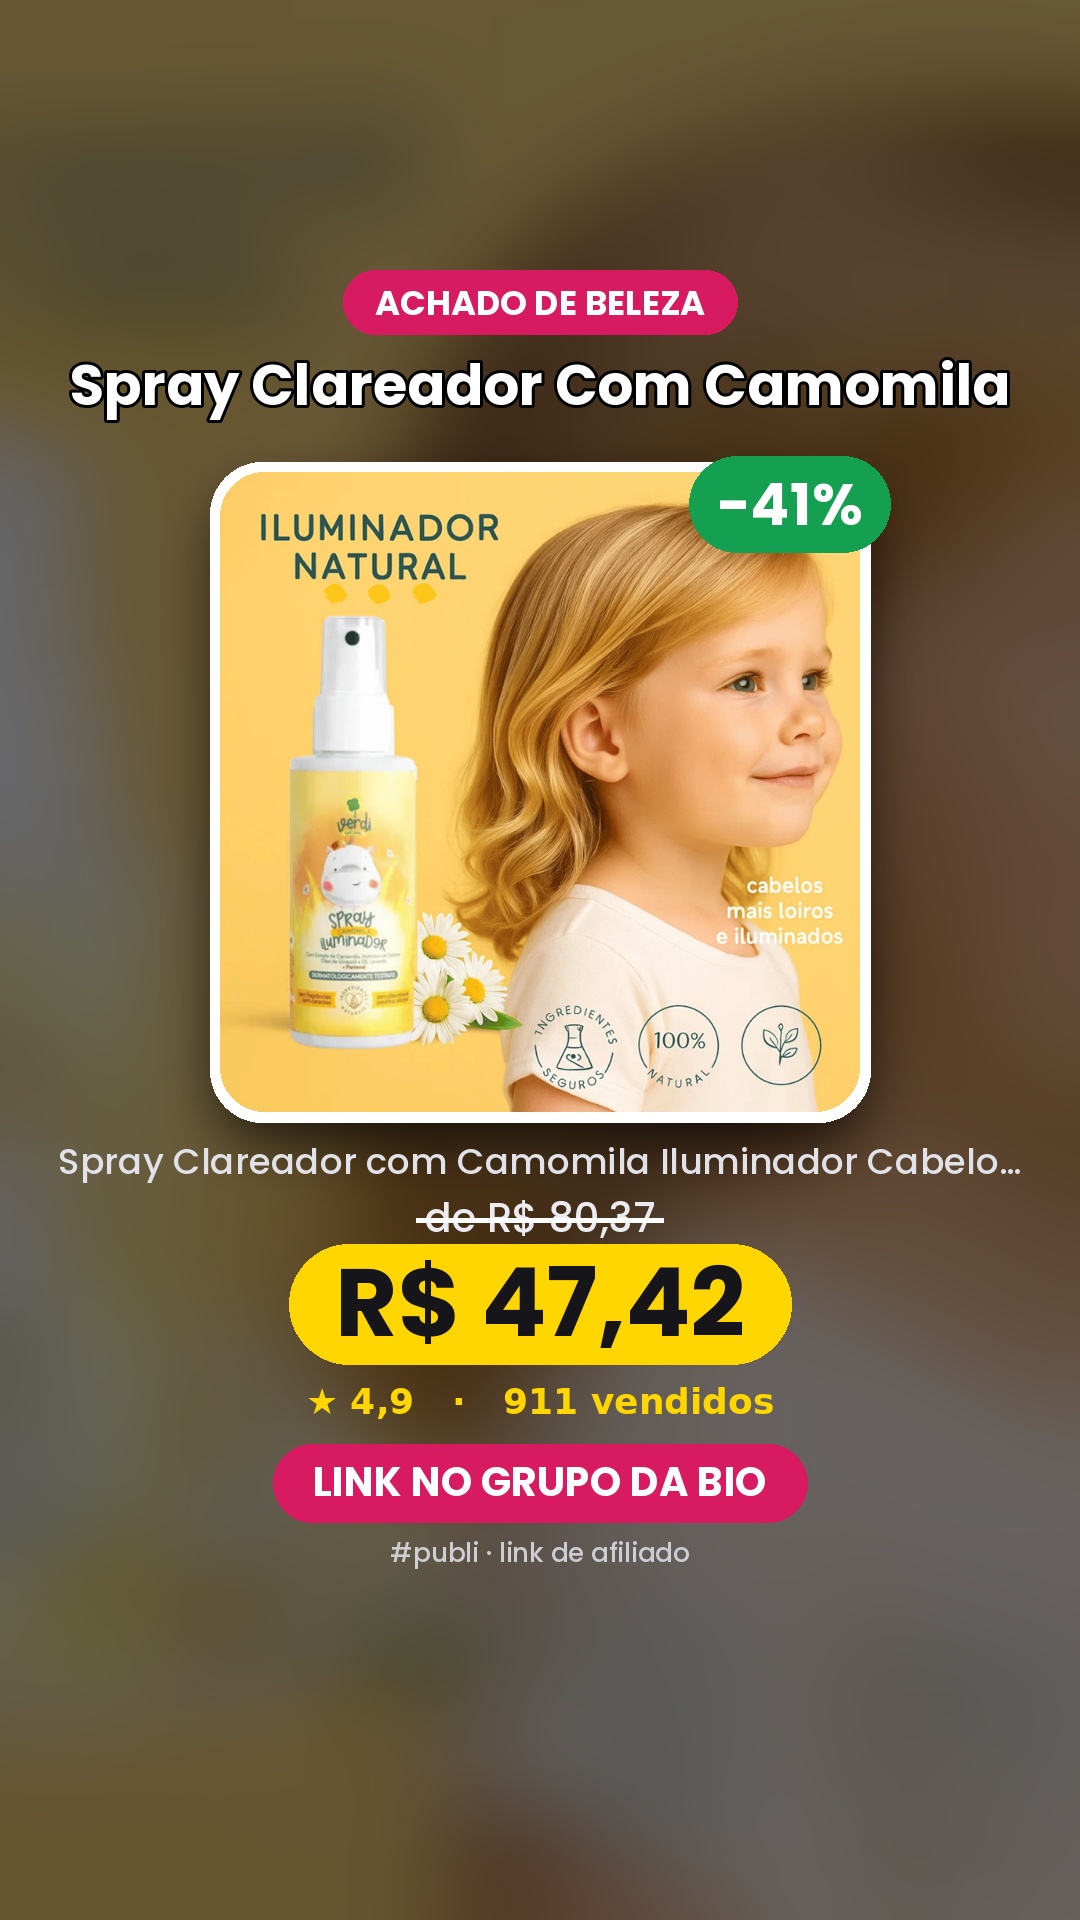 ACHADO DE BELEZA
Spray Clareador Com Camomila
-41%
ILUMINADOR
NATURAL
verdi
SPRAY
CAMOMILA
iLuminaDOR
DERMATOLOGICAMENTE TESTADO
cabelos
mais loiros
e iluminados
INGREDIENTES
SEGUROS
100%
NATURAL
Spray Clareador com Camomila Iluminador Cabelo...
de R$ 80,37
R$ 47,42
★ 4,9 · 911 vendidos
LINK NO GRUPO DA BIO
#publi · link de afiliado